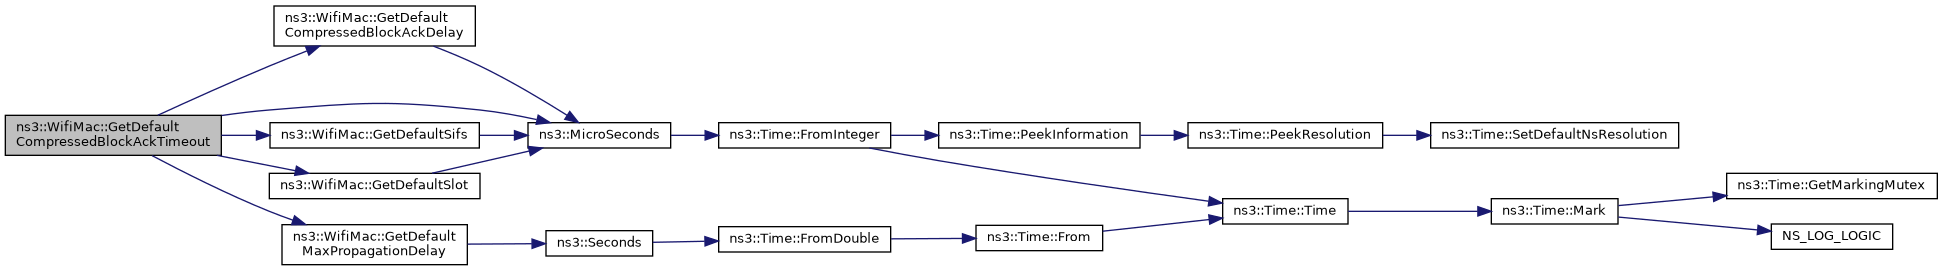 ns3::WifiMac::GetDefault
CompressedBlockAckDelay
ns3::WifiMac::GetDefault
CompressedBlockAckTimeout
ns3::WifiMac::GetDefaultSifs
ns3::MicroSeconds
ns3::Time::FromInteger
ns3::Time::PeekInformation
ns3::Time::PeekResolution
ns3::Time::SetDefaultNsResolution
ns3::WifiMac::GetDefaultSlot
ns3::Time::GetMarkingMutex
ns3::Time::Time
ns3::Time::Mark
ns3::WifiMac::GetDefault
MaxPropagationDelay
ns3::Seconds
ns3::Time::FromDouble
ns3::Time::From
NS_LOG_LOGIC